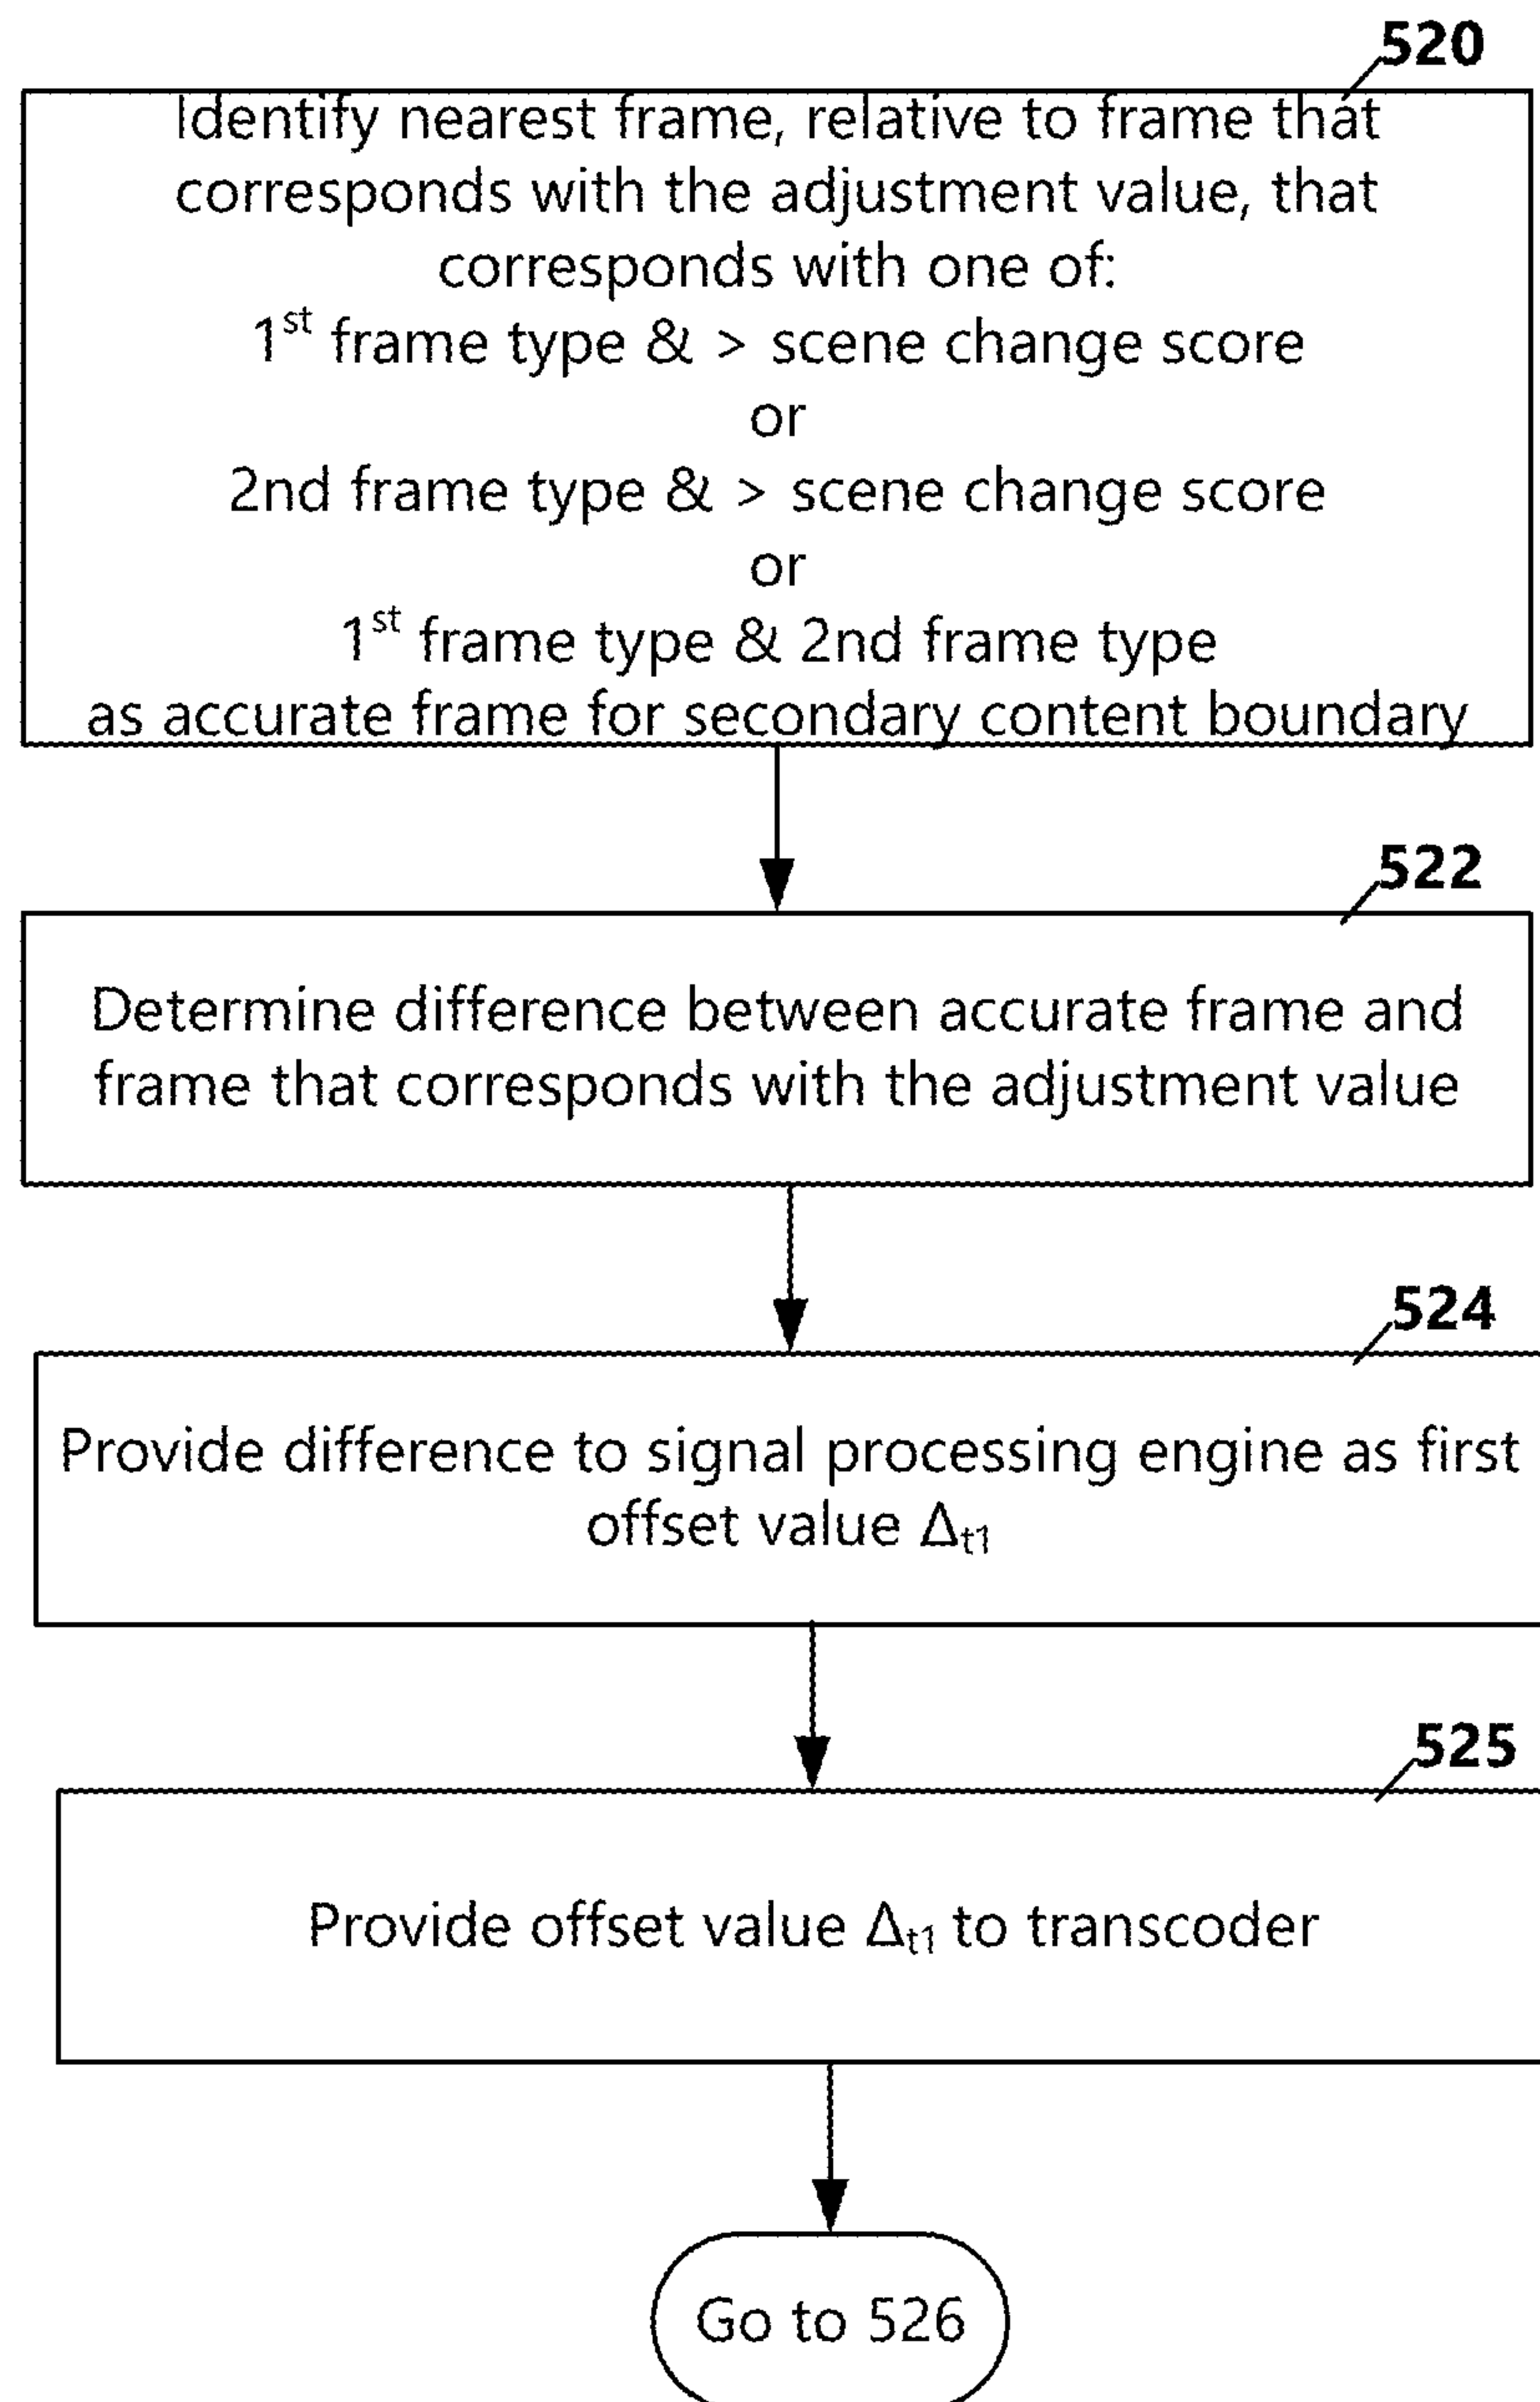 520
Identify nearest frame, relative to frame that
corresponds with the adjustment value, that
corresponds with one of:
1st frame type & > scene change score
or
2nd frame type & > scene change score
or
1st frame type & 2nd frame type
as accurate frame for secondary content boundary
522
Determine difference between accurate frame and
frame that corresponds with the adjustment value
524
Provide difference to signal processing engine as first
offset value Δt1
525
Provide offset value Δt1 to transcoder
Go to 526